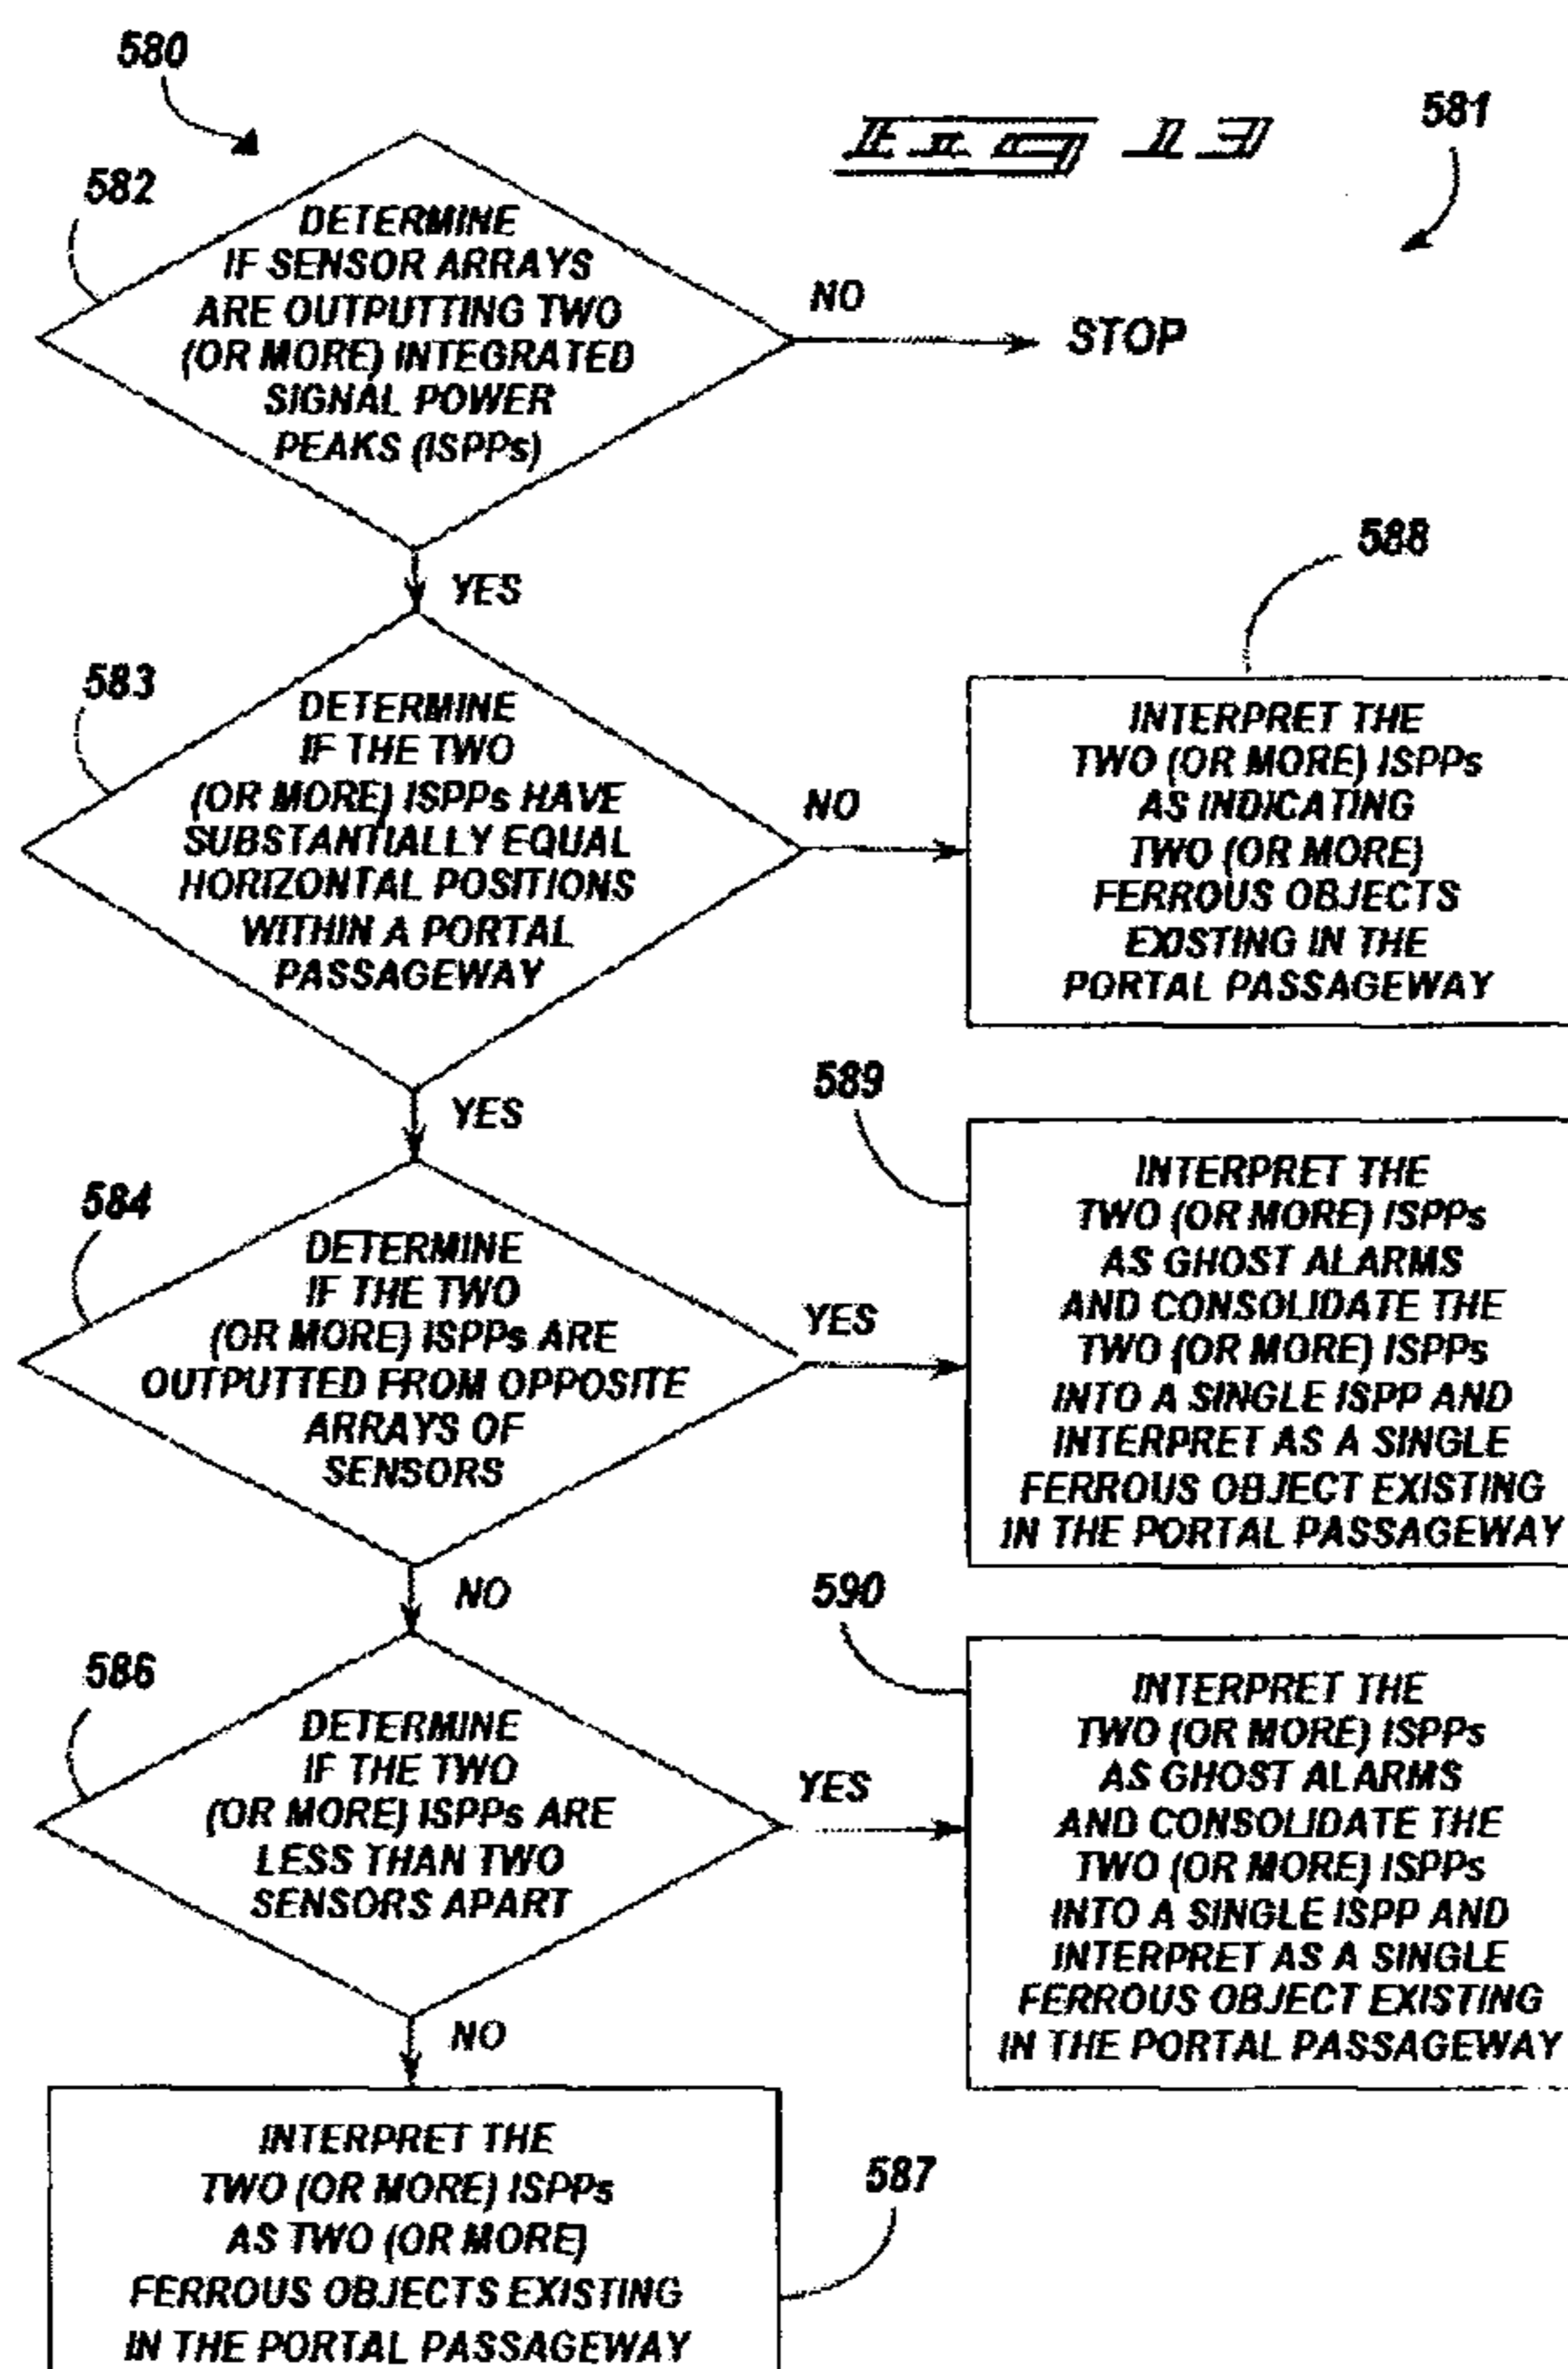 580
FIG 13
581
582
DETERMINE
IF SENSOR ARRAYS
ARE OUTPUTTING TWO
(OR MORE) INTEGRATED
SIGNAL POWER
PEAKS (ISPPs)
NO
STOP
YES
583
DETERMINE
IF THE TWO
(OR MORE) ISPPs HAVE
SUBSTANTIALLY EQUAL
HORIZONTAL POSITIONS
WITHIN A PORTAL
PASSAGEWAY
NO
588
INTERPRET THE
TWO (OR MORE) ISPPs
AS INDICATING
TWO (OR MORE)
FERROUS OBJECTS
EXISTING IN THE
PORTAL PASSAGEWAY
YES
584
DETERMINE
IF THE TWO
(OR MORE) ISPPs ARE
OUTPUTTED FROM OPPOSITE
ARRAYS OF
SENSORS
YES
589
INTERPRET THE
TWO (OR MORE) ISPPs
AS GHOST ALARMS
AND CONSOLIDATE THE
TWO (OR MORE) ISPPs
INTO A SINGLE ISPP AND
INTERPRET AS A SINGLE
FERROUS OBJECT EXISTING
IN THE PORTAL PASSAGEWAY
NO
586
DETERMINE
IF THE TWO
(OR MORE) ISPPs ARE
LESS THAN TWO
SENSORS APART
YES
590
INTERPRET THE
TWO (OR MORE) ISPPs
AS GHOST ALARMS
AND CONSOLIDATE THE
TWO (OR MORE) ISPPs
INTO A SINGLE ISPP AND
INTERPRET AS A SINGLE
FERROUS OBJECT EXISTING
IN THE PORTAL PASSAGEWAY
NO
587
INTERPRET THE
TWO (OR MORE) ISPPs
AS TWO (OR MORE)
FERROUS OBJECTS EXISTING
IN THE PORTAL PASSAGEWAY